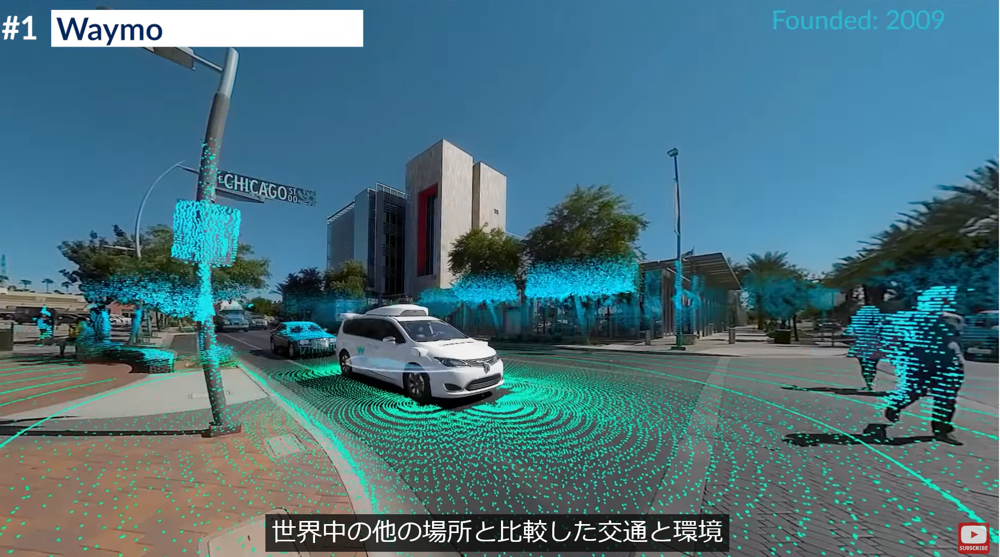 #1 Waymo
Founded: 2009
E CHICAGO ST
00
世界中の他の場所と比較した交通と環境
SUBSCRIBE